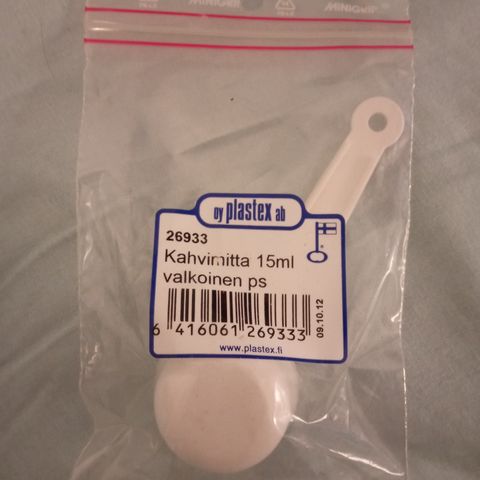 MINIGRIP
MINIGRIP
oy plastex ab
26933
Kahvimitta 15ml
valkoinen ps
6 416061 269333
09.10.12
www.plastex.fi